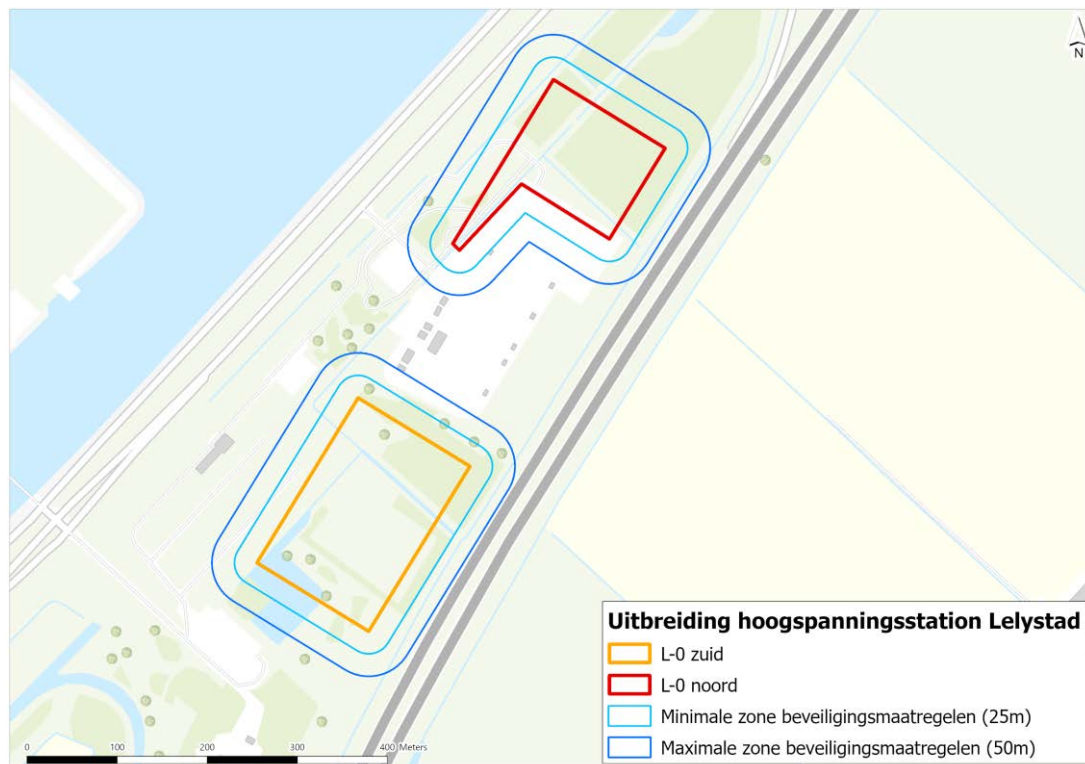 N
Uitbreiding hoogspanningsstation Lelystad
L-0 zuid
L-0 noord
Minimale zone beveiligingsmaatregelen (25m)
Maximale zone beveiligingsmaatregelen (50m)
0 100 200 300 400 Meters